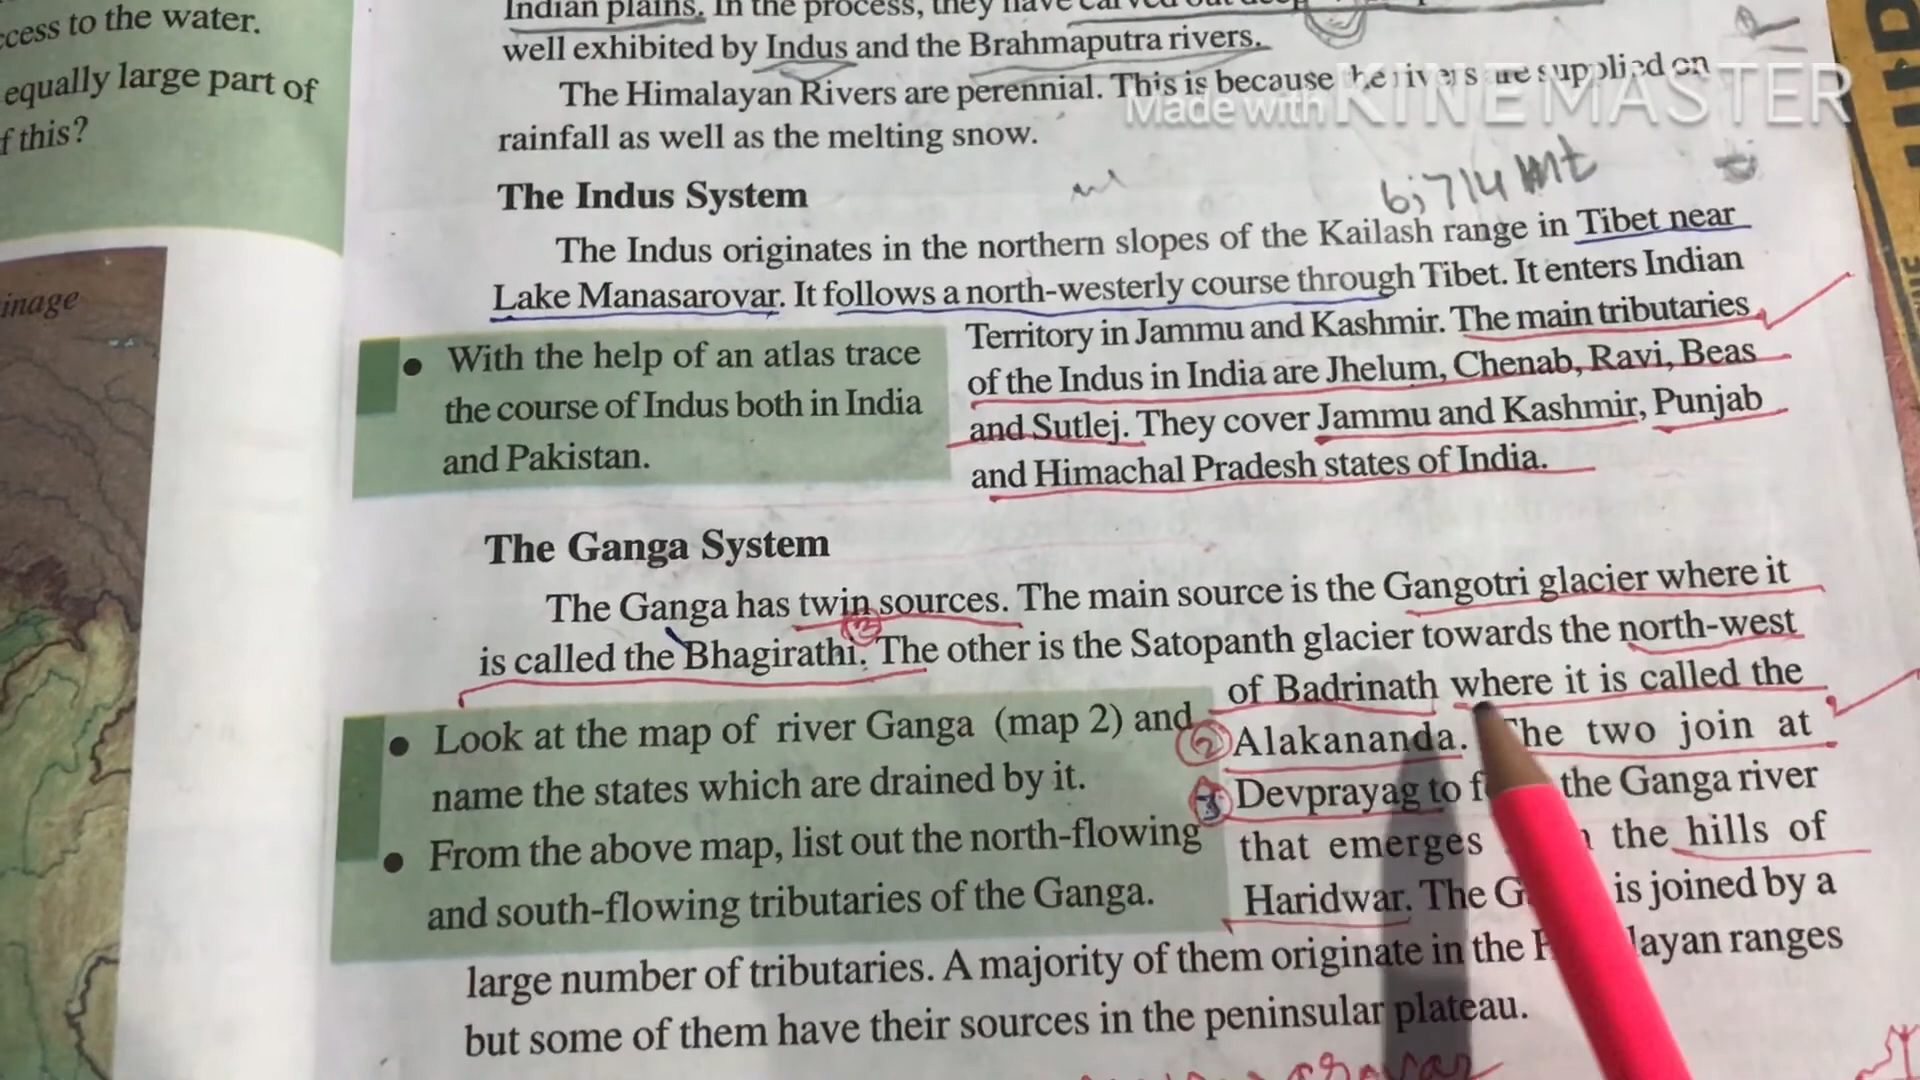 ccess to the water.
equally large part of
f this?
inage
Indian plains. In the process, they have carved out deep
well exhibited by Indus and the Brahmaputra rivers.
The Himalayan Rivers are perennial. This is because the rivers are supplied on
rainfall as well as the melting snow.
Made with KINEMASTER
6,714 Mt
The Indus System
The Indus originates in the northern slopes of the Kailash range in Tibet near
Lake Manasarovar. It follows a north-westerly course through Tibet. It enters Indian
Territory in Jammu and Kashmir. The main tributaries
of the Indus in India are Jhelum, Chenab, Ravi, Beas
and Sutlej. They cover Jammu and Kashmir, Punjab
and Himachal Pradesh states of India.
● With the help of an atlas trace
the course of Indus both in India
and Pakistan.
The Ganga System
The Ganga has twin sources. The main source is the Gangotri glacier where it
is called the Bhagirathi. The other is the Satopanth glacier towards the north-west
of Badrinath where it is called the
② Alakananda. The two join at
Devprayag to the Ganga river
that emerges the hills of
Haridwar. The is joined by a
● Look at the map of river Ganga (map 2) and
name the states which are drained by it.
● From the above map, list out the north-flowing
and south-flowing tributaries of the Ganga.
large number of tributaries. A majority of them originate in the layan ranges
but some of them have their sources in the peninsular plateau.